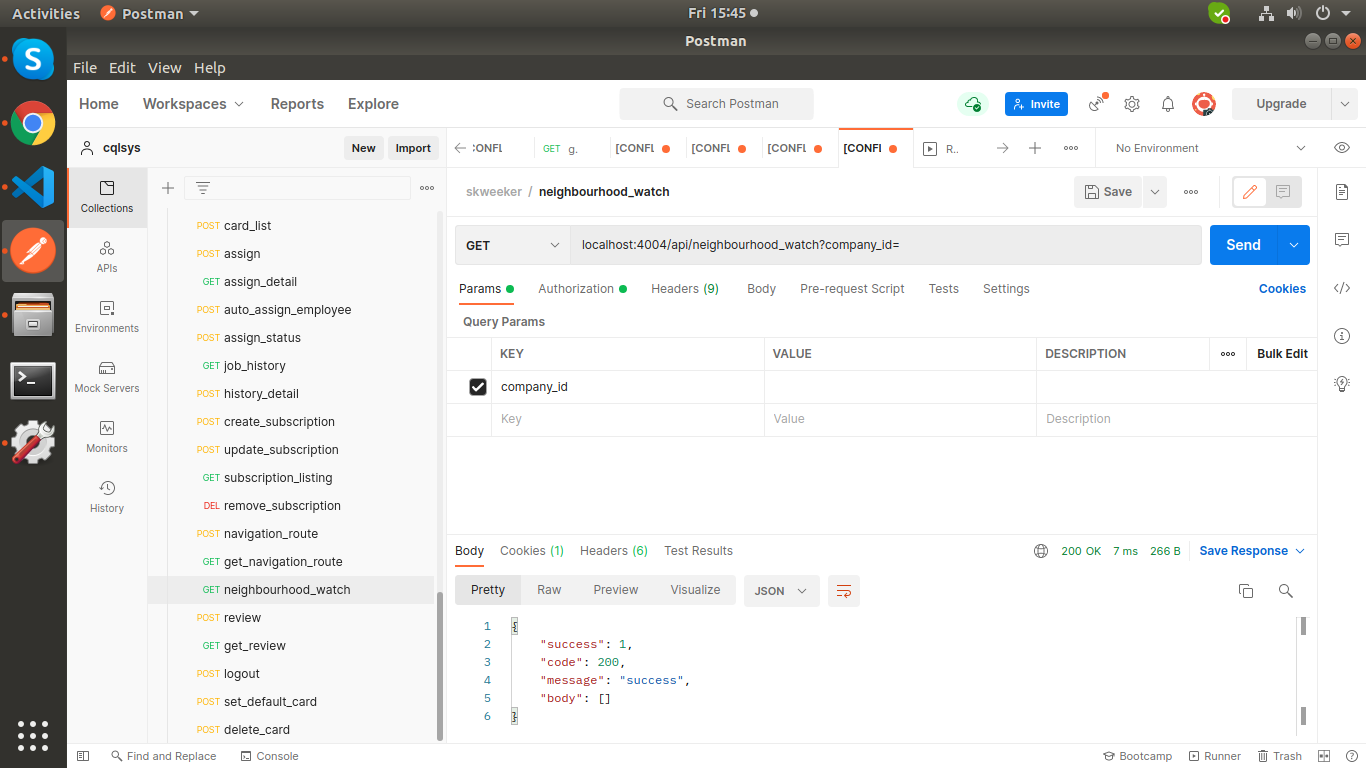 Activities Postman Fri 15:45
Postman
File Edit View Help
Home Workspaces Reports Explore Search Postman Invite Upgrade
cqlsys New Import CONFL GET g. [CONFL [CONFL [CONFL [CONFL R.. No Environment
Collections
APIs
Environments
Mock Servers
Monitors
History
POST card_list
POST assign
GET assign_detail
POST auto_assign_employee
POST assign_status
GET job_history
POST history_detail
POST create_subscription
POST update_subscription
GET subscription_listing
DEL remove_subscription
POST navigation_route
GET get_navigation_route
GET neighbourhood_watch
POST review
GET get_review
POST logout
POST set_default_card
POST delete_card
skweeker / neighbourhood_watch Save
GET localhost:4004/api/neighbourhood_watch?company_id= Send
Params Authorization Headers (9) Body Pre-request Script Tests Settings Cookies
Query Params
KEY VALUE DESCRIPTION Bulk Edit
company_id
Key Value Description
Body Cookies (1) Headers (6) Test Results 200 OK 7 ms 266 B Save Response
Pretty Raw Preview Visualize JSON
1 {
2 "success": 1,
3 "code": 200,
4 "message": "success",
5 "body": []
6 }
Find and Replace Console Bootcamp Runner Trash